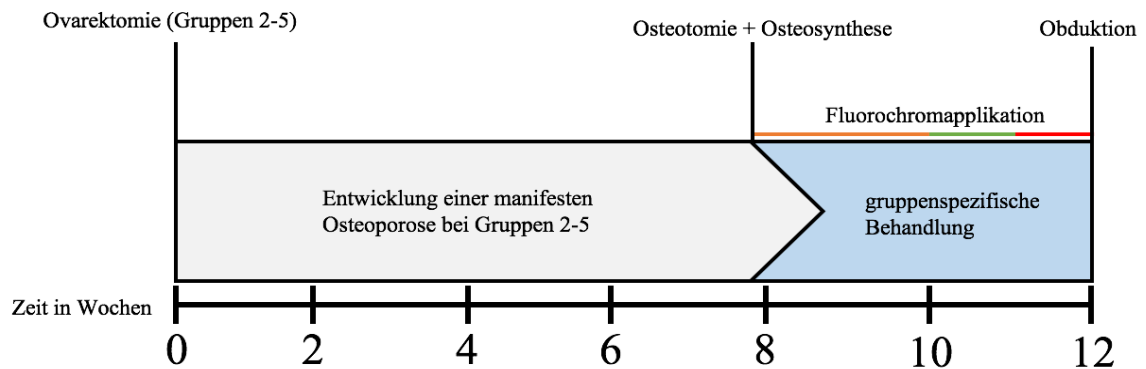 Ovarektomie (Gruppen 2-5)
Osteotomie + Osteosynthese
Obduktion
Fluorochromapplikation
Entwicklung einer manifesten
Osteoporose bei Gruppen 2-5
gruppenspezifische
Behandlung
Zeit in Wochen
0 2 4 6 8 10 12